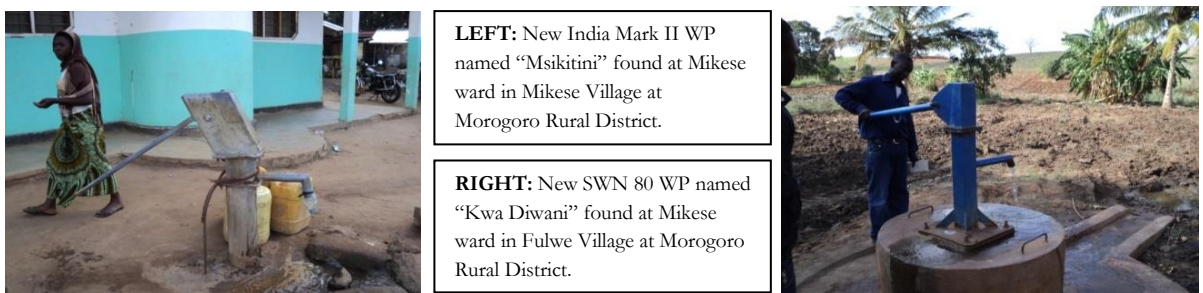 LEFT: New India Mark II WP
named “Msikitini” found at Mikese
ward in Mikese Village at
Morogoro Rural District.
RIGHT: New SWN 80 WP named
“Kwa Diwani” found at Mikese
ward in Fulwe Village at Morogoro
Rural District.